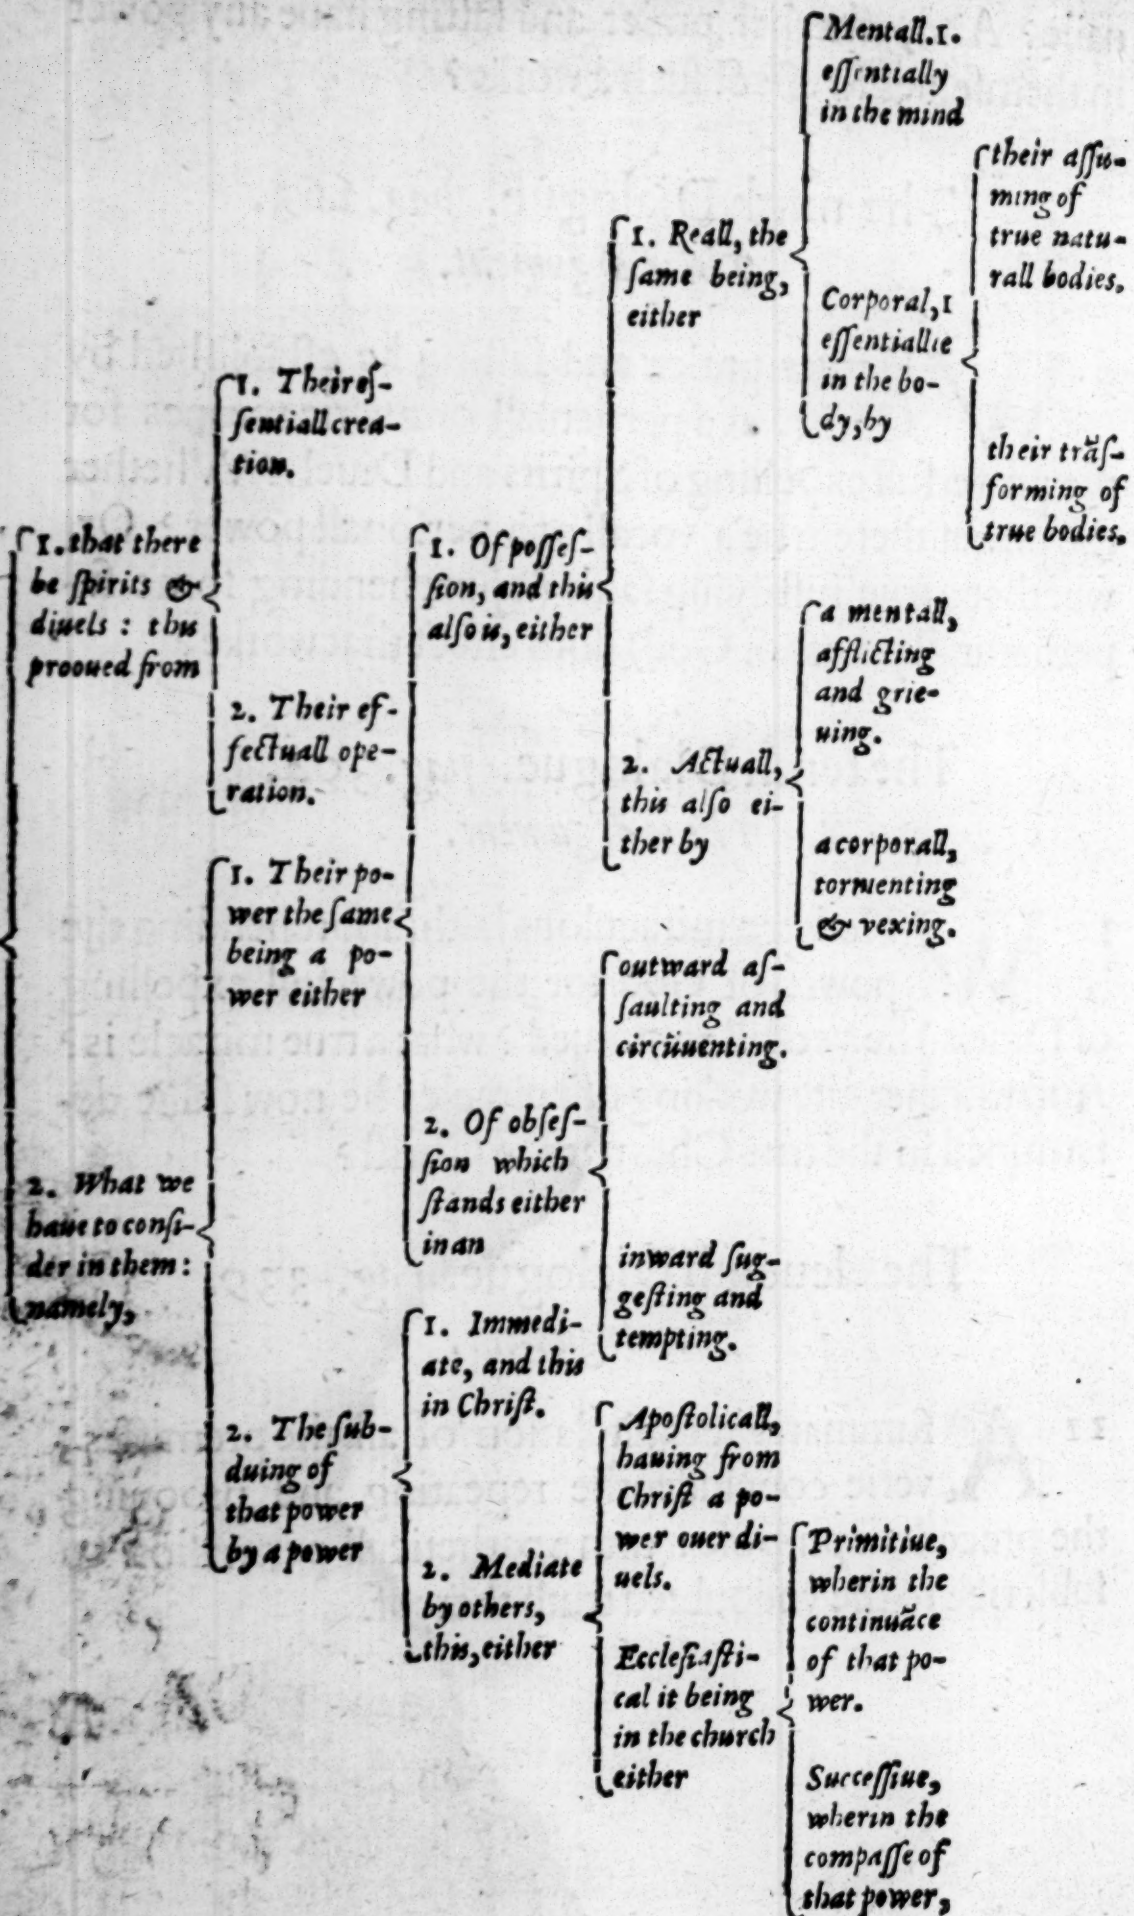 1. that there
be ſpirits &
diuels : this
prooued from
1. Their eſ-
ſentiall crea-
tion.
2. Their ef-
fectuall ope-
ration.
2. What we
haue to conſi-
der in them :
namely,
1. Their po-
wer the ſame
being a po-
wer either
1. Of poſſeſ-
ſion, and this
alſo is, either
1. Reall, the
ſame being,
either
Mentall.1.
eſſentially
in the mind
Corporal,1
eſſentiallie
in the bo-
dy, by
their aſſu-
ming of
true natu-
rall bodies.
their trãſ-
forming of
true bodies.
2. Actuall,
this alſo ei-
ther by
a mentall,
afflicting
and grie-
uing.
a corporall,
tormenting
& vexing.
2. Of obſeſ-
ſion which
ſtands either
in an
outward aſ-
ſaulting and
circũuenting.
inward ſug-
geſting and
tempting.
2. The ſub-
duing of
that power
by a power
1. Immedi-
ate, and this
in Chriſt.
2. Mediate
by others,
this, either
Apoſtolicall,
hauing from
Chriſt a po-
wer ouer di-
uels.
Eccleſiaſti-
cal it being
in the church
either
Primitiue,
wherin the
continuãce
of that po-
wer.
Succeſſiue,
wherin the
compaſſe of
that power,